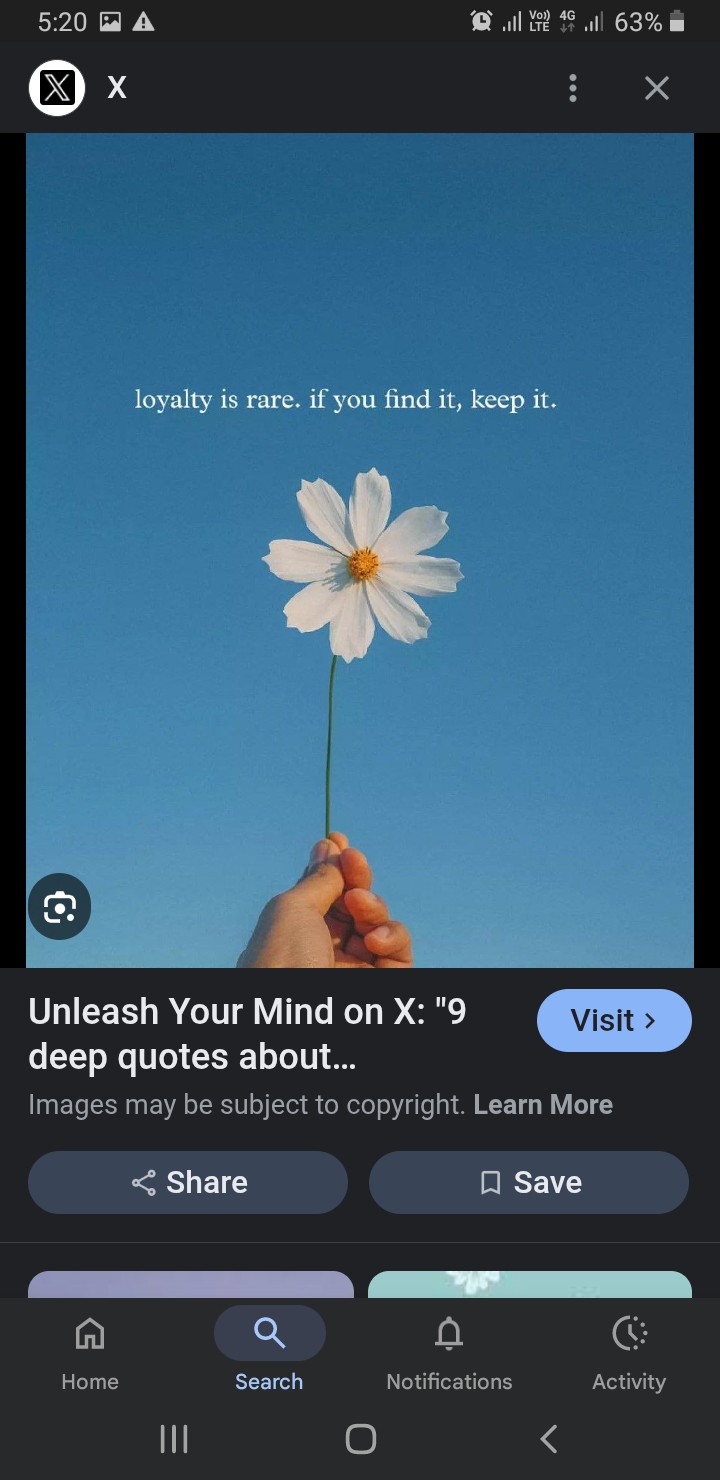 5:20
Vo)) LTE 4G 63%
X
loyalty is rare. if you find it, keep it.
Unleash Your Mind on X: "9
deep quotes about...
Visit
Images may be subject to copyright. Learn More
Share
Save
Home
Search
Notifications
Activity